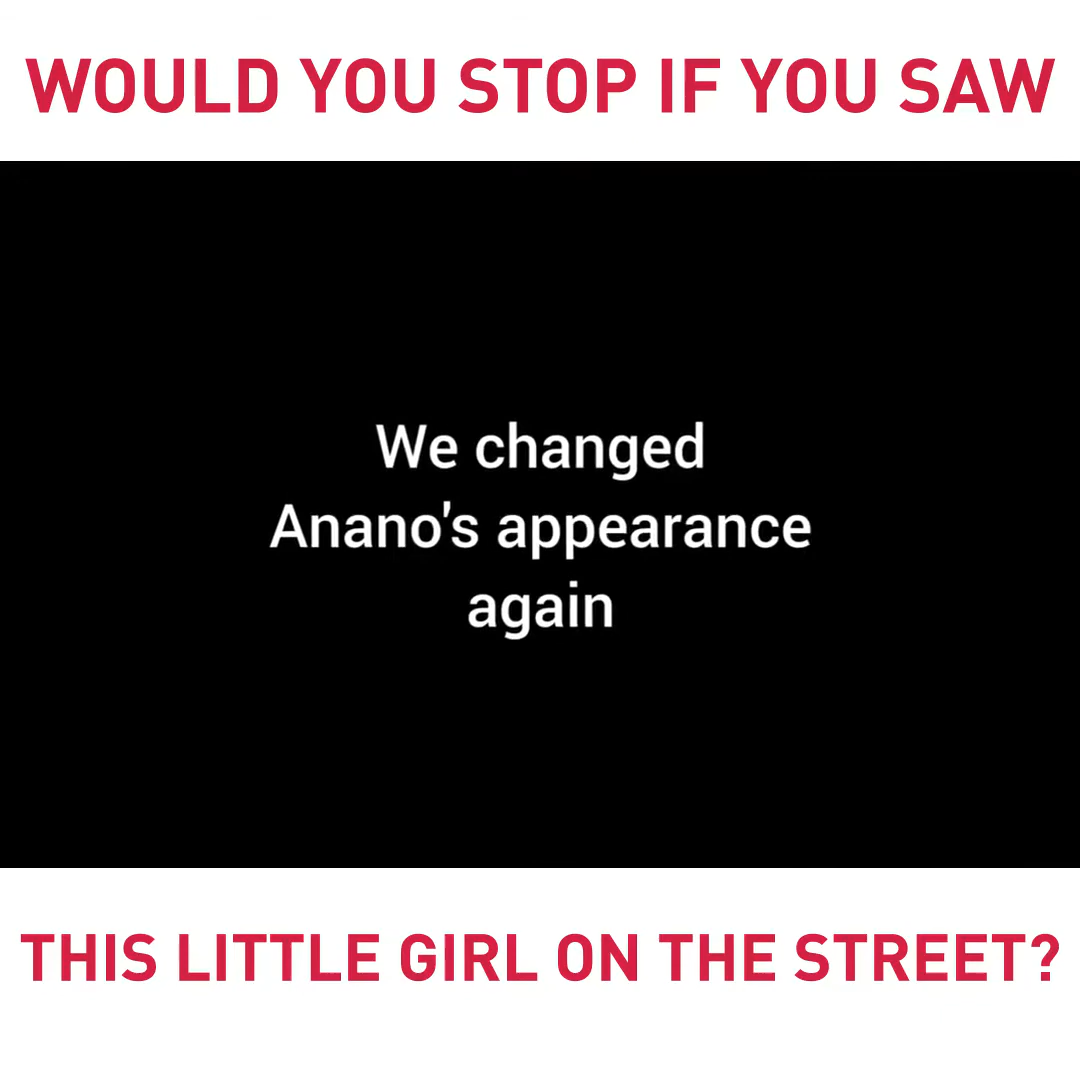 WOULD YOU STOP IF YOU SAW
We changed
Anano's appearance
again
THIS LITTLE GIRL ON THE STREET?